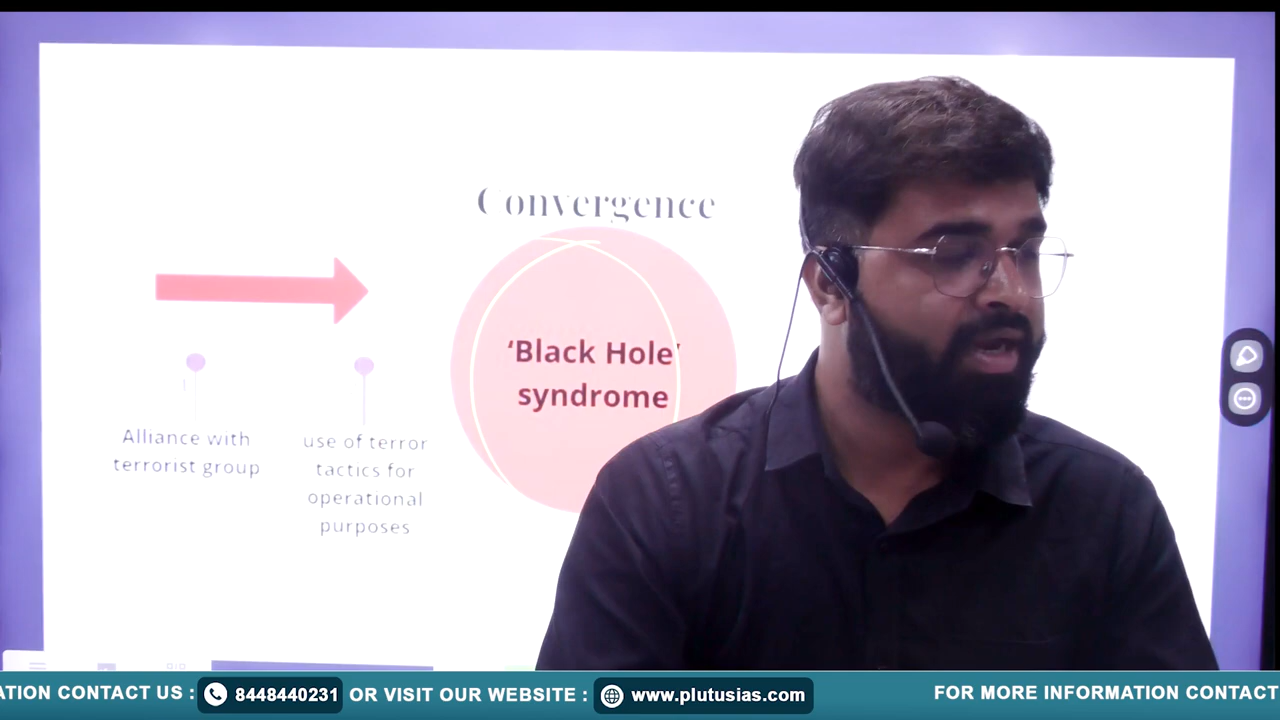 Convergence
'Black Hole'
syndrome
Alliance with
terrorist group
use of terror
tactics for
operational
purposes
ATION CONTACT US : 8448440231 OR VISIT OUR WEBSITE : www.plutusias.com FOR MORE INFORMATION CONTACT